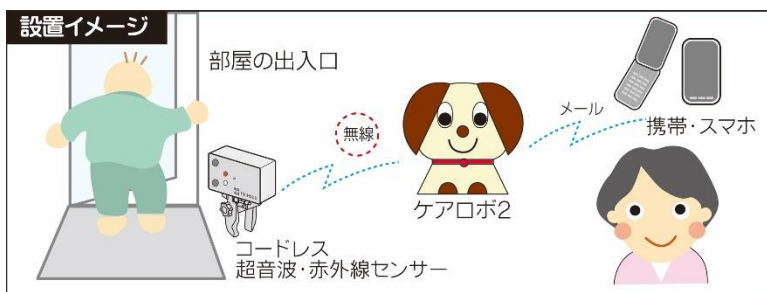 設置イメージ
部屋の出入口
無線
メール
携帯・スマホ
ケアロボ2
コードレス
超音波・赤外線センサー